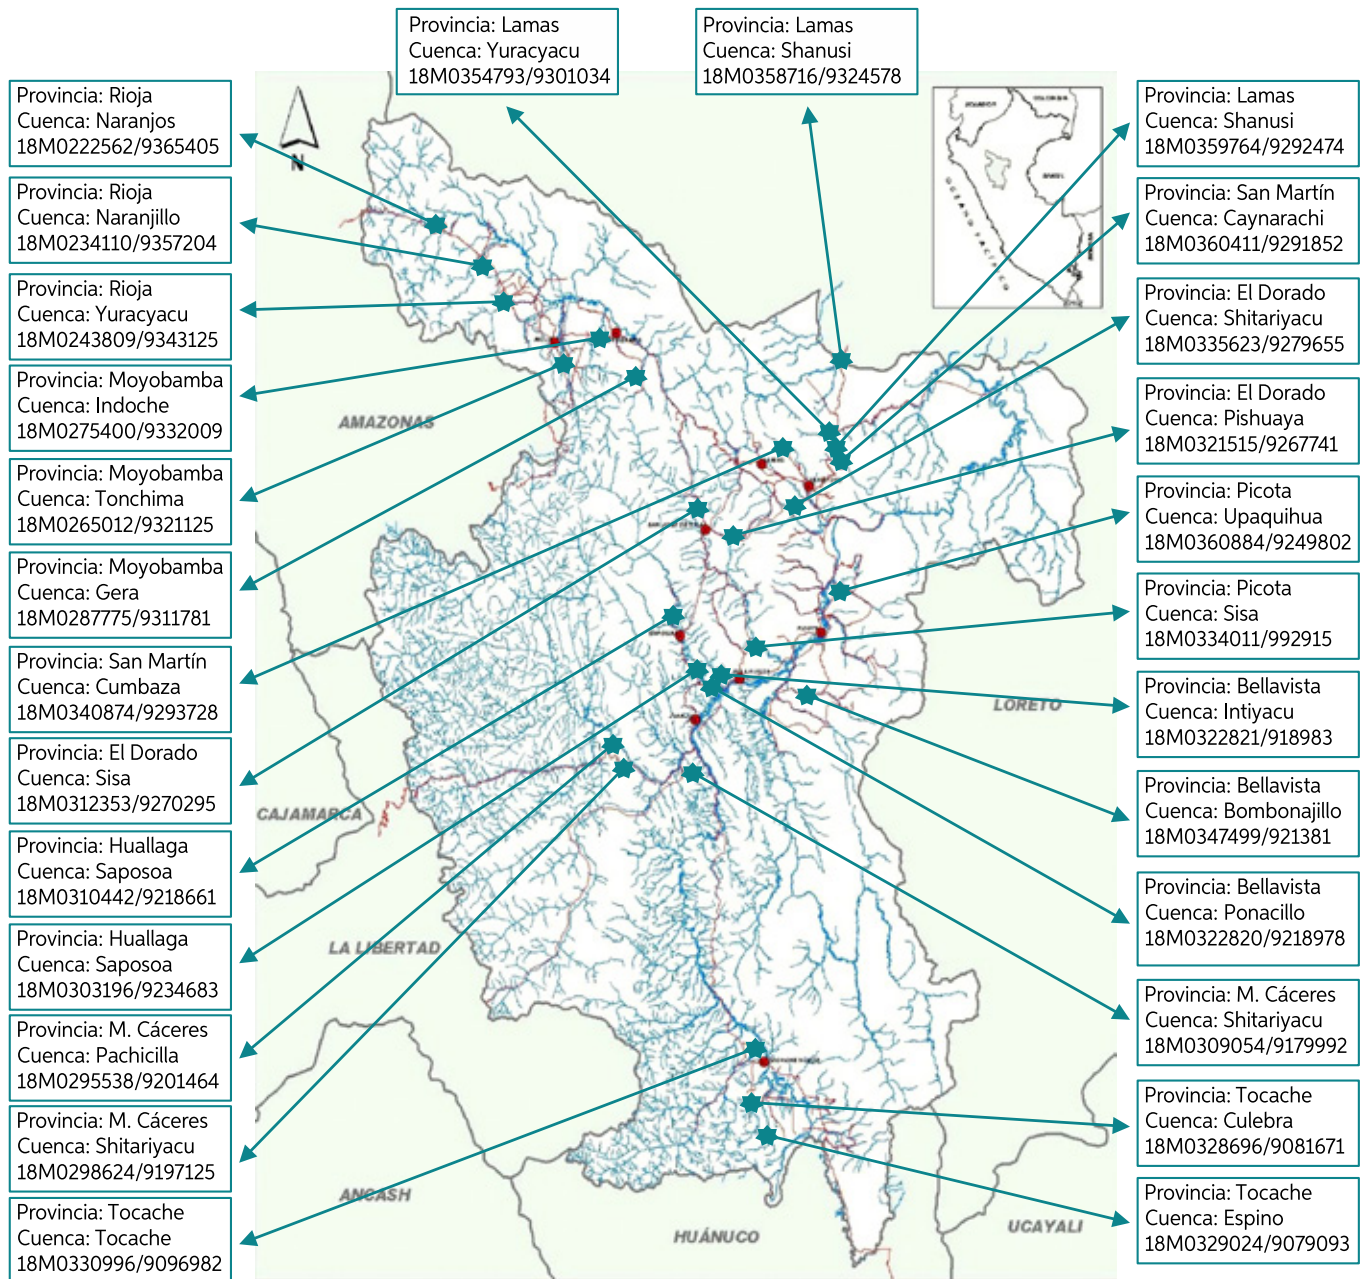 Provincia: Lamas
Cuenca: Yuracyacu
18M0354793/9301034
Provincia: Lamas
Cuenca: Shanusi
18M0358716/9324578
Provincia: Rioja
Cuenca: Naranjos
18M0222562/9365405
Provincia: Rioja
Cuenca: Naranjillo
18M0234110/9357204
Provincia: Rioja
Cuenca: Yuracyacu
18M0243809/9343125
Provincia: Moyobamba
Cuenca: Indoche
18M0275400/9332009
Provincia: Moyobamba
Cuenca: Tonchima
18M0265012/9321125
Provincia: Moyobamba
Cuenca: Gera
18M0287775/9311781
Provincia: San Martín
Cuenca: Cumbaza
18M0340874/9293728
Provincia: El Dorado
Cuenca: Sisa
18M0312353/9270295
Provincia: Huallaga
Cuenca: Saposoa
18M0310442/9218661
Provincia: Huallaga
Cuenca: Saposoa
18M0303196/9234683
Provincia: M. Cáceres
Cuenca: Pachicilla
18M0295538/9201464
Provincia: M. Cáceres
Cuenca: Shitariyacu
18M0298624/9197125
Provincia: Tocache
Cuenca: Tocache
18M0330996/9096982
N
AMAZONAS
CAJAMARCA
LA LIBERTAD
ANCASH
HUÁNUCO
UCAYALI
LORETO
OCEANO PACIFICO
Provincia: Lamas
Cuenca: Shanusi
18M0359764/9292474
Provincia: San Martín
Cuenca: Caynarachi
18M0360411/9291852
Provincia: El Dorado
Cuenca: Shitariyacu
18M0335623/9279655
Provincia: El Dorado
Cuenca: Pishuaya
18M0321515/9267741
Provincia: Picota
Cuenca: Upaquihua
18M0360884/9249802
Provincia: Picota
Cuenca: Sisa
18M0334011/992915
Provincia: Bellavista
Cuenca: Intiyacu
18M0322821/918983
Provincia: Bellavista
Cuenca: Bombonajillo
18M0347499/921381
Provincia: Bellavista
Cuenca: Ponacillo
18M0322820/9218978
Provincia: M. Cáceres
Cuenca: Shitariyacu
18M0309054/9179992
Provincia: Tocache
Cuenca: Culebra
18M0328696/9081671
Provincia: Tocache
Cuenca: Espino
18M0329024/9079093